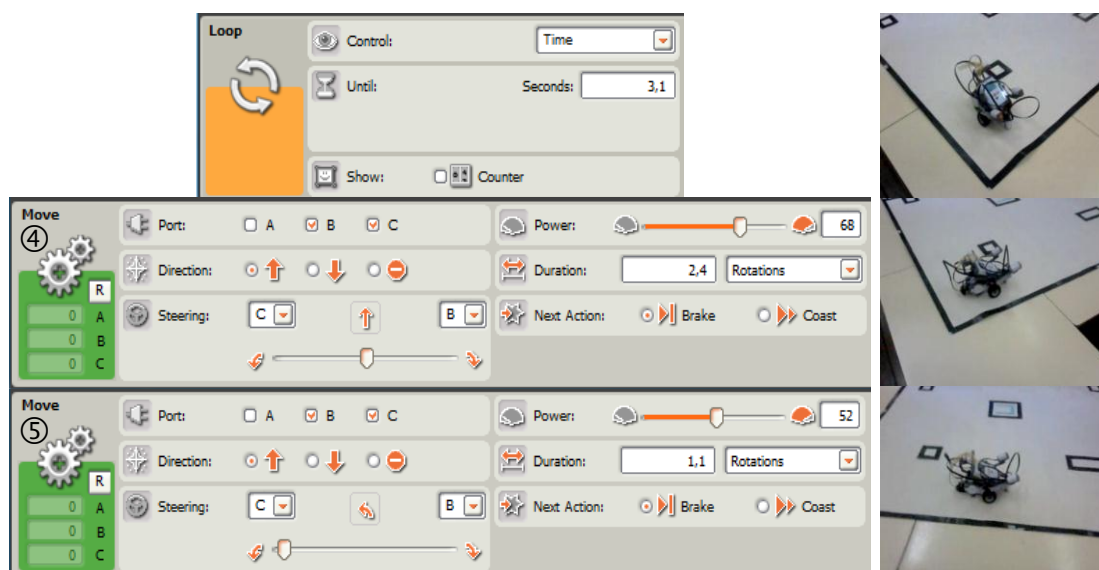 Loop
Control: Time
Until: Seconds: 3,1
Show: Counter
Move
④
R
0 A
0 B
0 C
Port: A B C
Direction:
Steering: C B
Power: 68
Duration: 2,4 Rotations
Next Action: Brake Coast
Move
⑤
R
0 A
0 B
0 C
Port: A B C
Direction:
Steering: C B
Power: 52
Duration: 1,1 Rotations
Next Action: Brake Coast